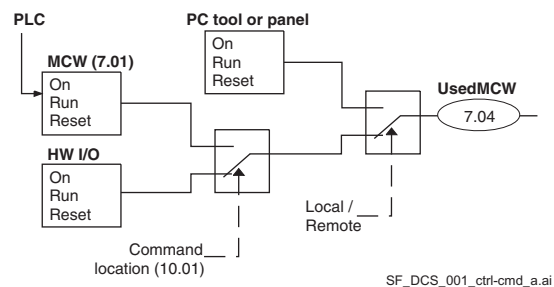 PLC
PC tool or panel
On
Run
Reset
MCW (7.01)
On
Run
Reset
UsedMCW
7.04
HW I/O
On
Run
Reset
Local /
Remote
Command
location (10.01)
SF_DCS_001_ctrl-cmd_a.ai